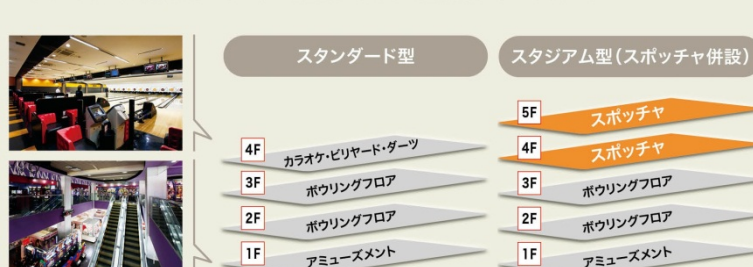 スタンダード型
4F カラオケ・ビリヤード・ダーツ
3F ボウリングフロア
2F ボウリングフロア
1F アミューズメント
スタジアム型(スポッチャ併設)
5F スポッチャ
4F スポッチャ
3F ボウリングフロア
2F ボウリングフロア
1F アミューズメント